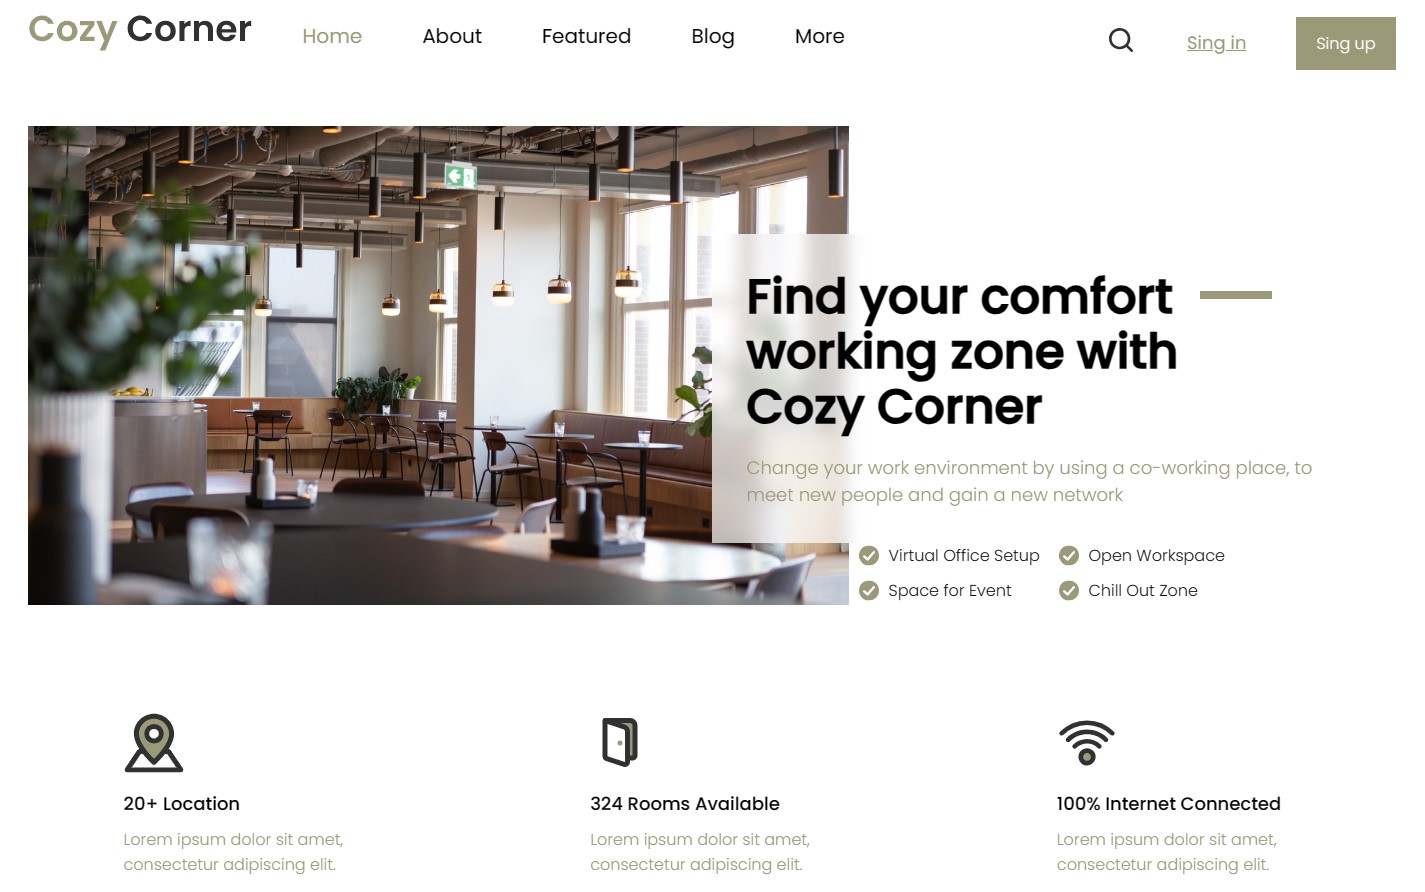 Cozy Corner
Home About Featured Blog More
Sing in
Sing up
Find your comfort
working zone with
Cozy Corner
Change your work environment by using a co-working place, to
meet new people and gain a new network
Virtual Office Setup
Open Workspace
Space for Event
Chill Out Zone
20+ Location
Lorem ipsum dolor sit amet,
consectetur adipiscing elit.
324 Rooms Available
Lorem ipsum dolor sit amet,
consectetur adipiscing elit.
100% Internet Connected
Lorem ipsum dolor sit amet,
consectetur adipiscing elit.